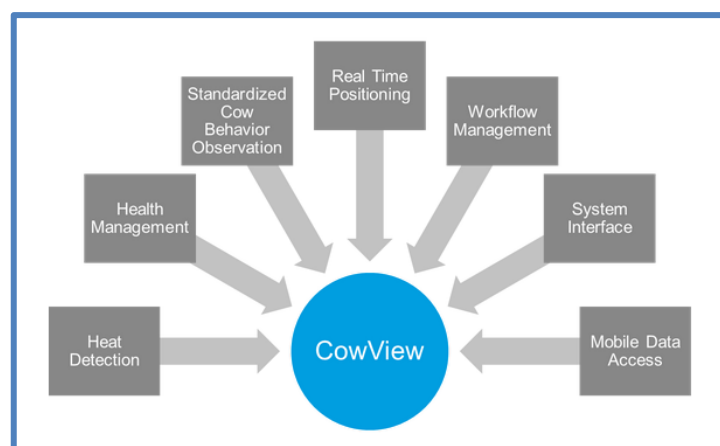 Real Time
Positioning
Standardized
Cow
Behavior
Observation
Workflow
Management
Health
Management
System
Interface
Heat
Detection
CowView
Mobile Data
Access